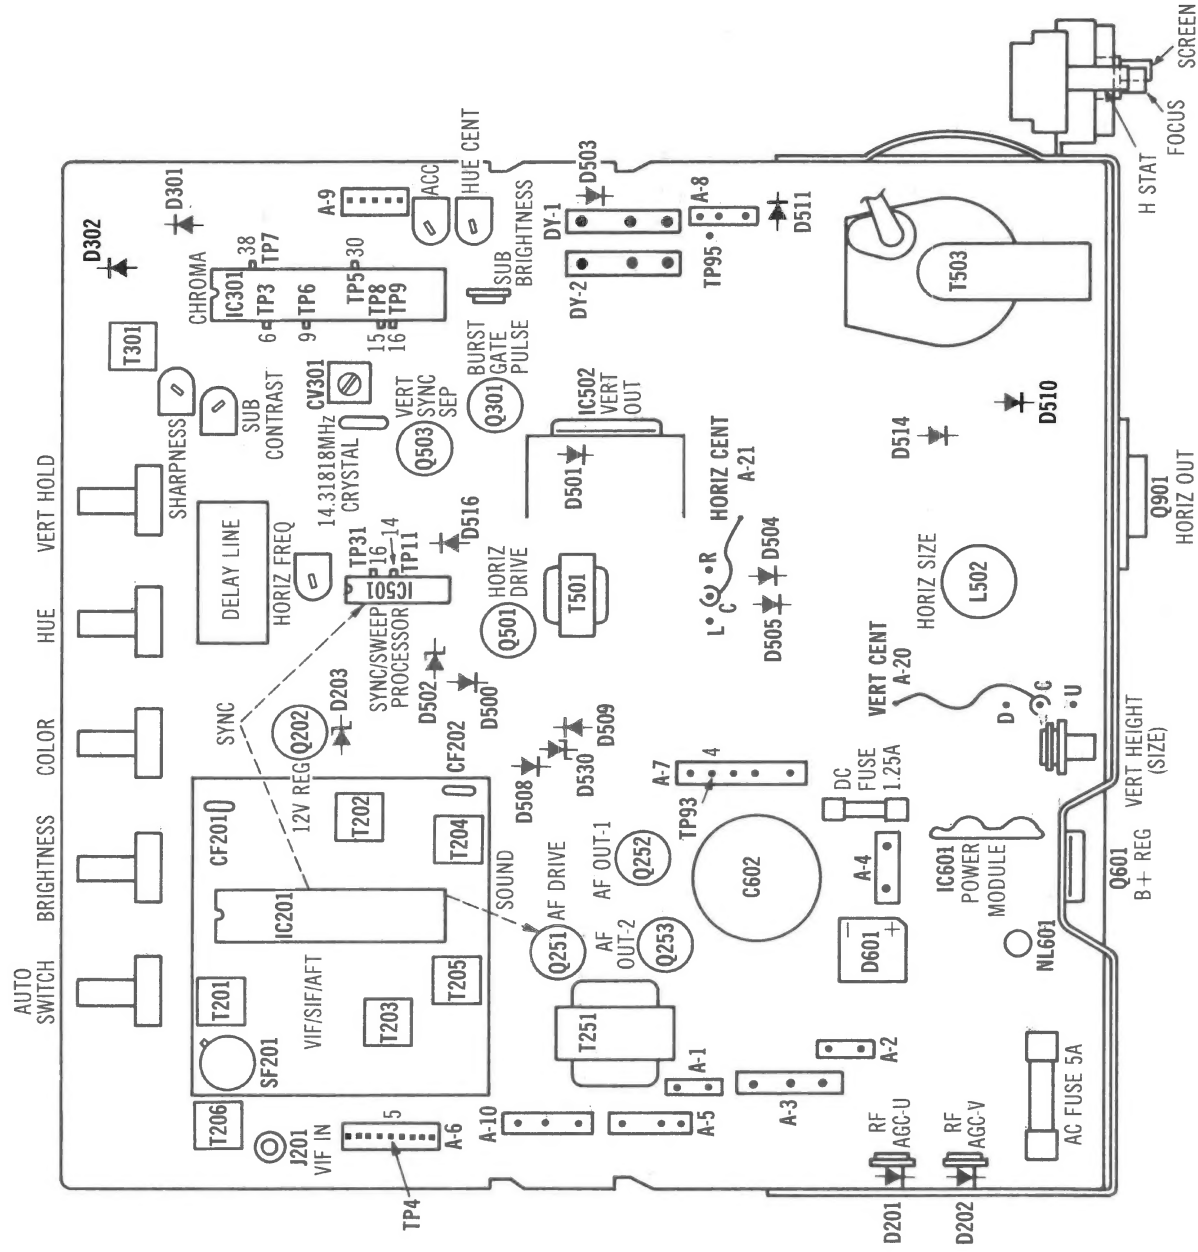 AUTO
SWITCH
BRIGHTNESS
COLOR
HUE
VERT HOLD
D302
D301
T301
SHARPNESS
SUB
CONTRAST
CHROMA
IC301
38
TP7
6
TP3
9
TP6
TP5
30
15
TP8
16
TP9
A-9
ACC
HUE CENT
SUB
BRIGHTNESS
CV301
14.31818MHz
CRYSTAL
VERT
SYNC
SEP
Q503
BURST
GATE
PULSE
Q301
DELAY LINE
HORIZ FREQ
TP31
16
14
TP11
IC501
SYNC/SWEEP
PROCESSOR
D516
SYNC
Q202
12V REG
D203
D502
D500
CF202
CF201
T202
T204
IC201
SOUND
VIF/SIF/AFT
T201
SF201
T203
T205
T206
J201
VIF IN
5
A-6
TP4
HORIZ
DRIVE
Q501
T501
D501
IC502
VERT
OUT
DY-1
DY-2
D503
A-8
TP95
D511
D508
D530
D509
AF DRIVE
Q251
AF OUT-1
Q252
AF
OUT-2
Q253
T251
A-10
A-5
A-1
A-3
A-2
A-7
4
TP93
C602
HORIZ CENT
A-21
L
C
R
D505
D504
DC
FUSE
1.25A
A-4
D601
−
+
IC601
POWER
MODULE
NL601
VERT CENT
A-20
D
C
U
HORIZ SIZE
L502
D514
D510
T503
H STAT
FOCUS
SCREEN
RF
AGC-U
RF
AGC-V
D201
D202
AC FUSE 5A
Q601
B+ REG
VERT HEIGHT
(SIZE)
Q901
HORIZ OUT